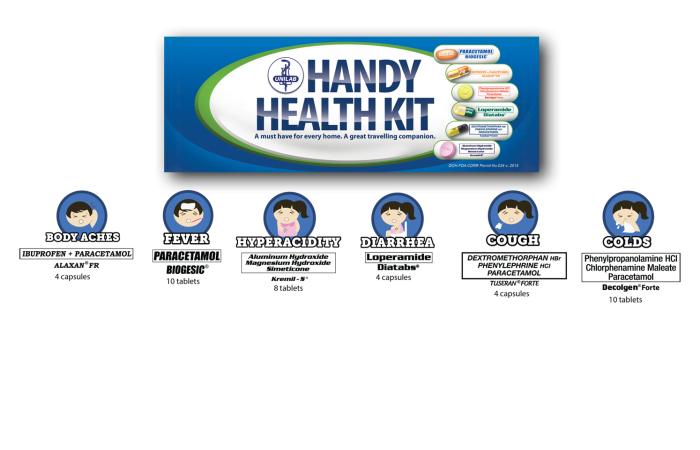 UNILAB
HANDY
HEALTH KIT
A must have for every home. A great travelling companion.
PARACETAMOL
BIOGESIC®
Loperamide
Diatabs®
BODY ACHES
IBUPROFEN + PARACETAMOL
ALAXAN® FR
4 capsules
FEVER
PARACETAMOL
BIOGESIC®
10 tablets
HYPERACIDITY
Aluminum Hydroxide
Magnesium Hydroxide
Simeticone
Kremil - S®
8 tablets
DIARRHEA
Loperamide
Diatabs®
4 capsules
COUGH
DEXTROMETHORPHAN HBr
PHENYLEPHRINE HCl
PARACETAMOL
TUSERAN® FORTE
4 capsules
COLDS
Phenylpropanolamine HCl
Chlorphenamine Maleate
Paracetamol
Decolgen® Forte
10 tablets